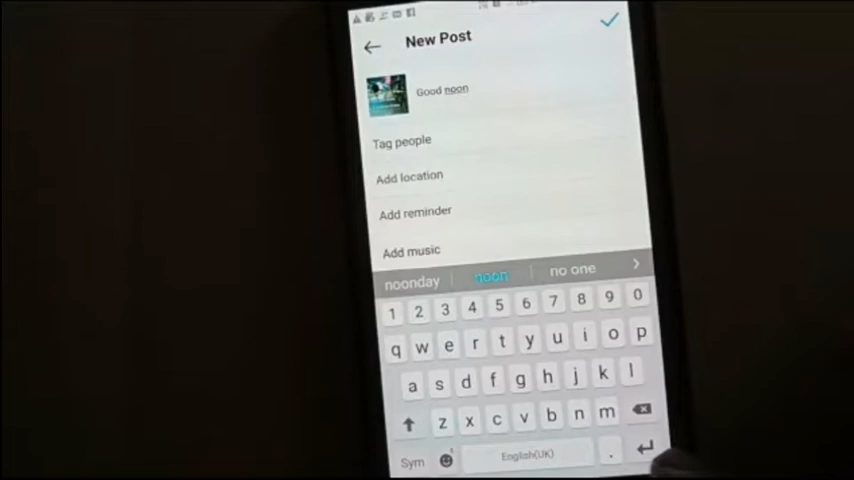 New Post
Good noon
Tag people
Add location
Add reminder
Add music
noonday noon no one
1 2 3 4 5 6 7 8 9 0
q w e r t y u i o p
a s d f g h j k l
z x c v b n m
Sym English(UK) .